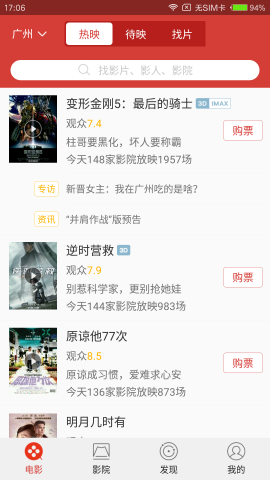 17:06 无SIM卡 94%
广州 热映 待映 找片
找影片、影人、影院
变形金刚5：最后的骑士 3D IMAX
观众7.4
购票
柱哥要黑化，坏人要称霸
今天148家影院放映1957场
专访 新晋女主：我在广州吃的是啥？
资讯 “并肩作战”版预告
逆时营救 3D
观众7.9
购票
别惹科学家，更别抢她娃
今天144家影院放映983场
原谅他77次
观众8.5
购票
原谅成习惯，爱难求心安
今天136家影院放映873场
明月几时有
电影 影院 发现 我的